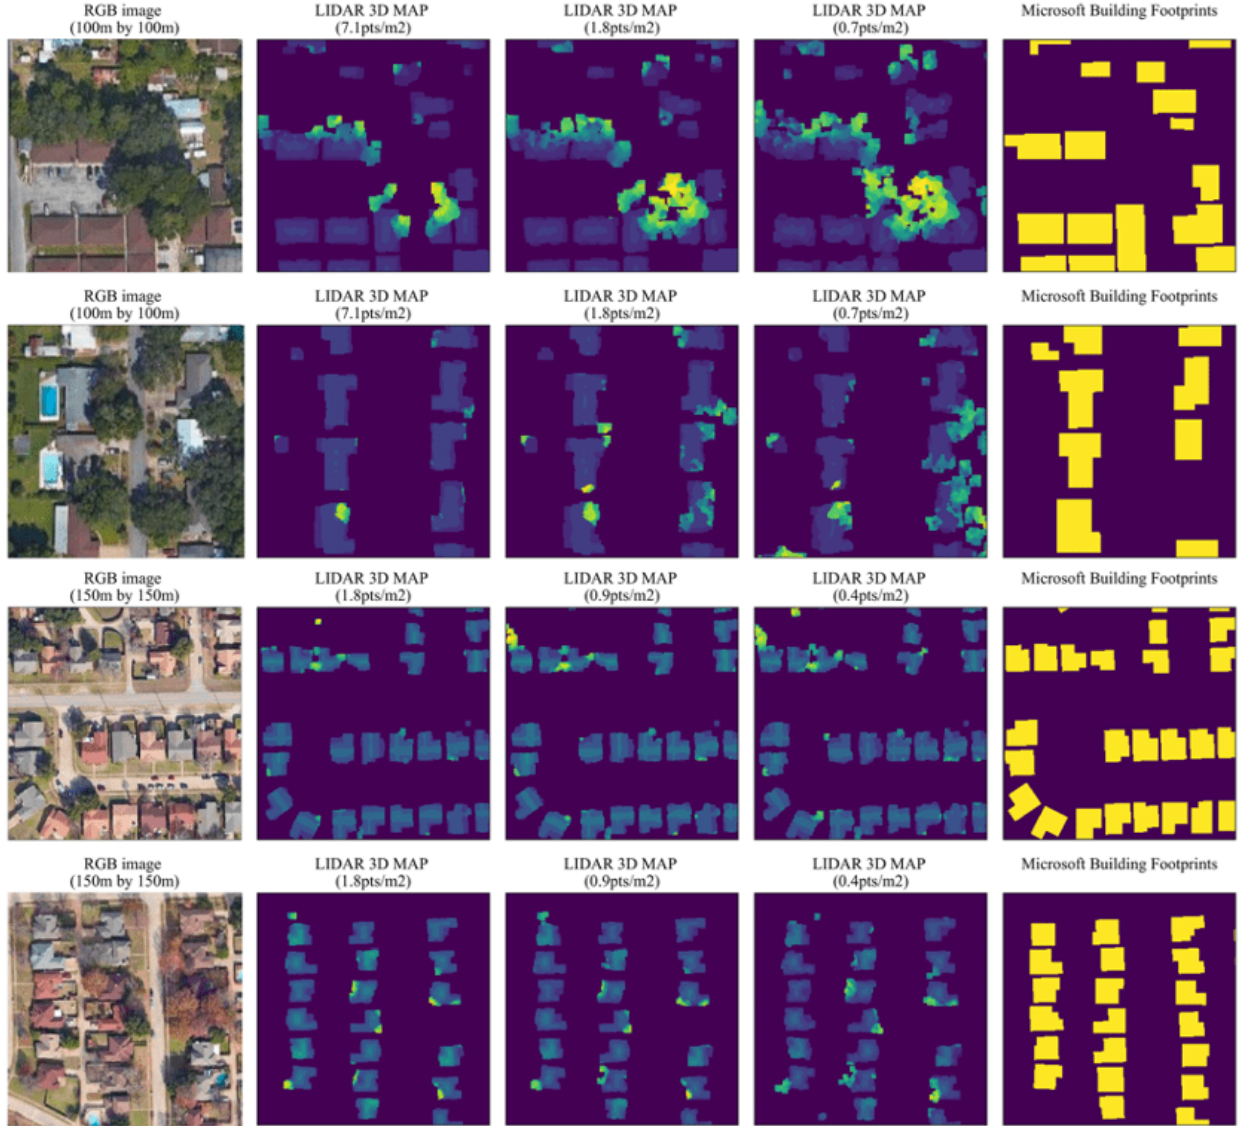 RGB image
(100m by 100m)
LIDAR 3D MAP
(7.1pts/m2)
LIDAR 3D MAP
(1.8pts/m2)
LIDAR 3D MAP
(0.7pts/m2)
Microsoft Building Footprints
RGB image
(100m by 100m)
LIDAR 3D MAP
(7.1pts/m2)
LIDAR 3D MAP
(1.8pts/m2)
LIDAR 3D MAP
(0.7pts/m2)
Microsoft Building Footprints
RGB image
(150m by 150m)
LIDAR 3D MAP
(1.8pts/m2)
LIDAR 3D MAP
(0.9pts/m2)
LIDAR 3D MAP
(0.4pts/m2)
Microsoft Building Footprints
RGB image
(150m by 150m)
LIDAR 3D MAP
(1.8pts/m2)
LIDAR 3D MAP
(0.9pts/m2)
LIDAR 3D MAP
(0.4pts/m2)
Microsoft Building Footprints